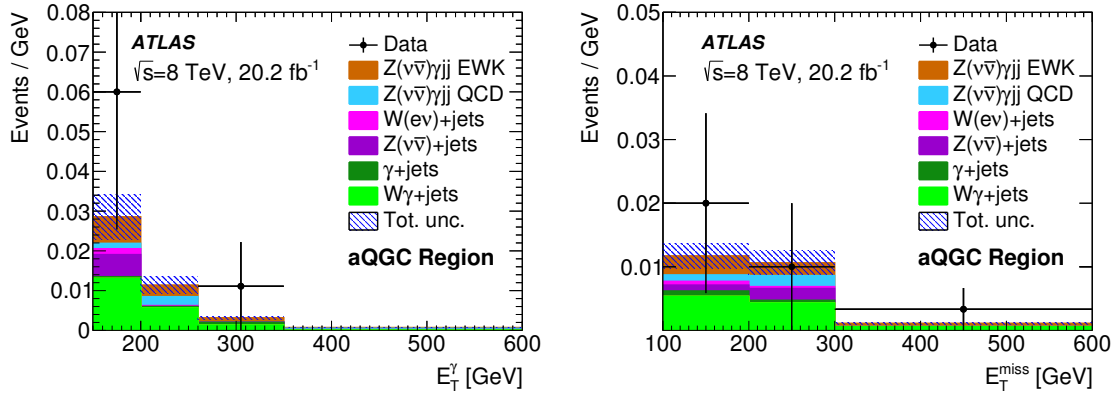 Events / GeV
0.08
0.07
0.06
0.05
0.04
0.03
0.02
0.01
0
ATLAS
√s=8 TeV, 20.2 fb⁻¹
Data
Z(νν̅)γjj EWK
Z(νν̅)γjj QCD
W(eν)+jets
Z(νν̅)+jets
γ+jets
Wγ+jets
Tot. unc.
aQGC Region
200 300 400 500 600
E_T^γ [GeV]
Events / GeV
0.05
0.04
0.03
0.02
0.01
ATLAS
√s=8 TeV, 20.2 fb⁻¹
Data
Z(νν̅)γjj EWK
Z(νν̅)γjj QCD
W(eν)+jets
Z(νν̅)+jets
γ+jets
Wγ+jets
Tot. unc.
aQGC Region
100 200 300 400 500 600
E_T^miss [GeV]